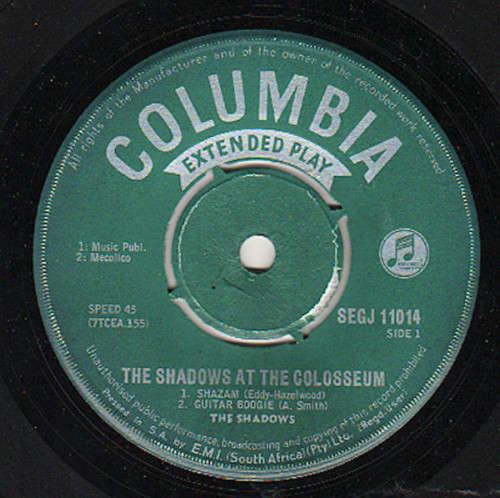 All rights of the Manufacturer and of the owner of the recorded work reserved
COLUMBIA
EXTENDED PLAY
1: Music Publ.
2: Mecolico
SPEED 45
(7TCEA.155)
SEGJ 11014
SIDE 1
THE SHADOWS AT THE COLOSSEUM
1. SHAZAM (Eddy-Hazelwood)
2. GUITAR BOOGIE (A. Smith)
THE SHADOWS
Unauthorised public performance, broadcasting and copying of this record prohibited
Pressed in S.A. by E.M.I. (South Africa) (Pty) Ltd. (Regd. User)